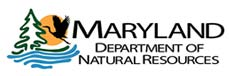 MARYLAND
DEPARTMENT OF
NATURAL RESOURCES